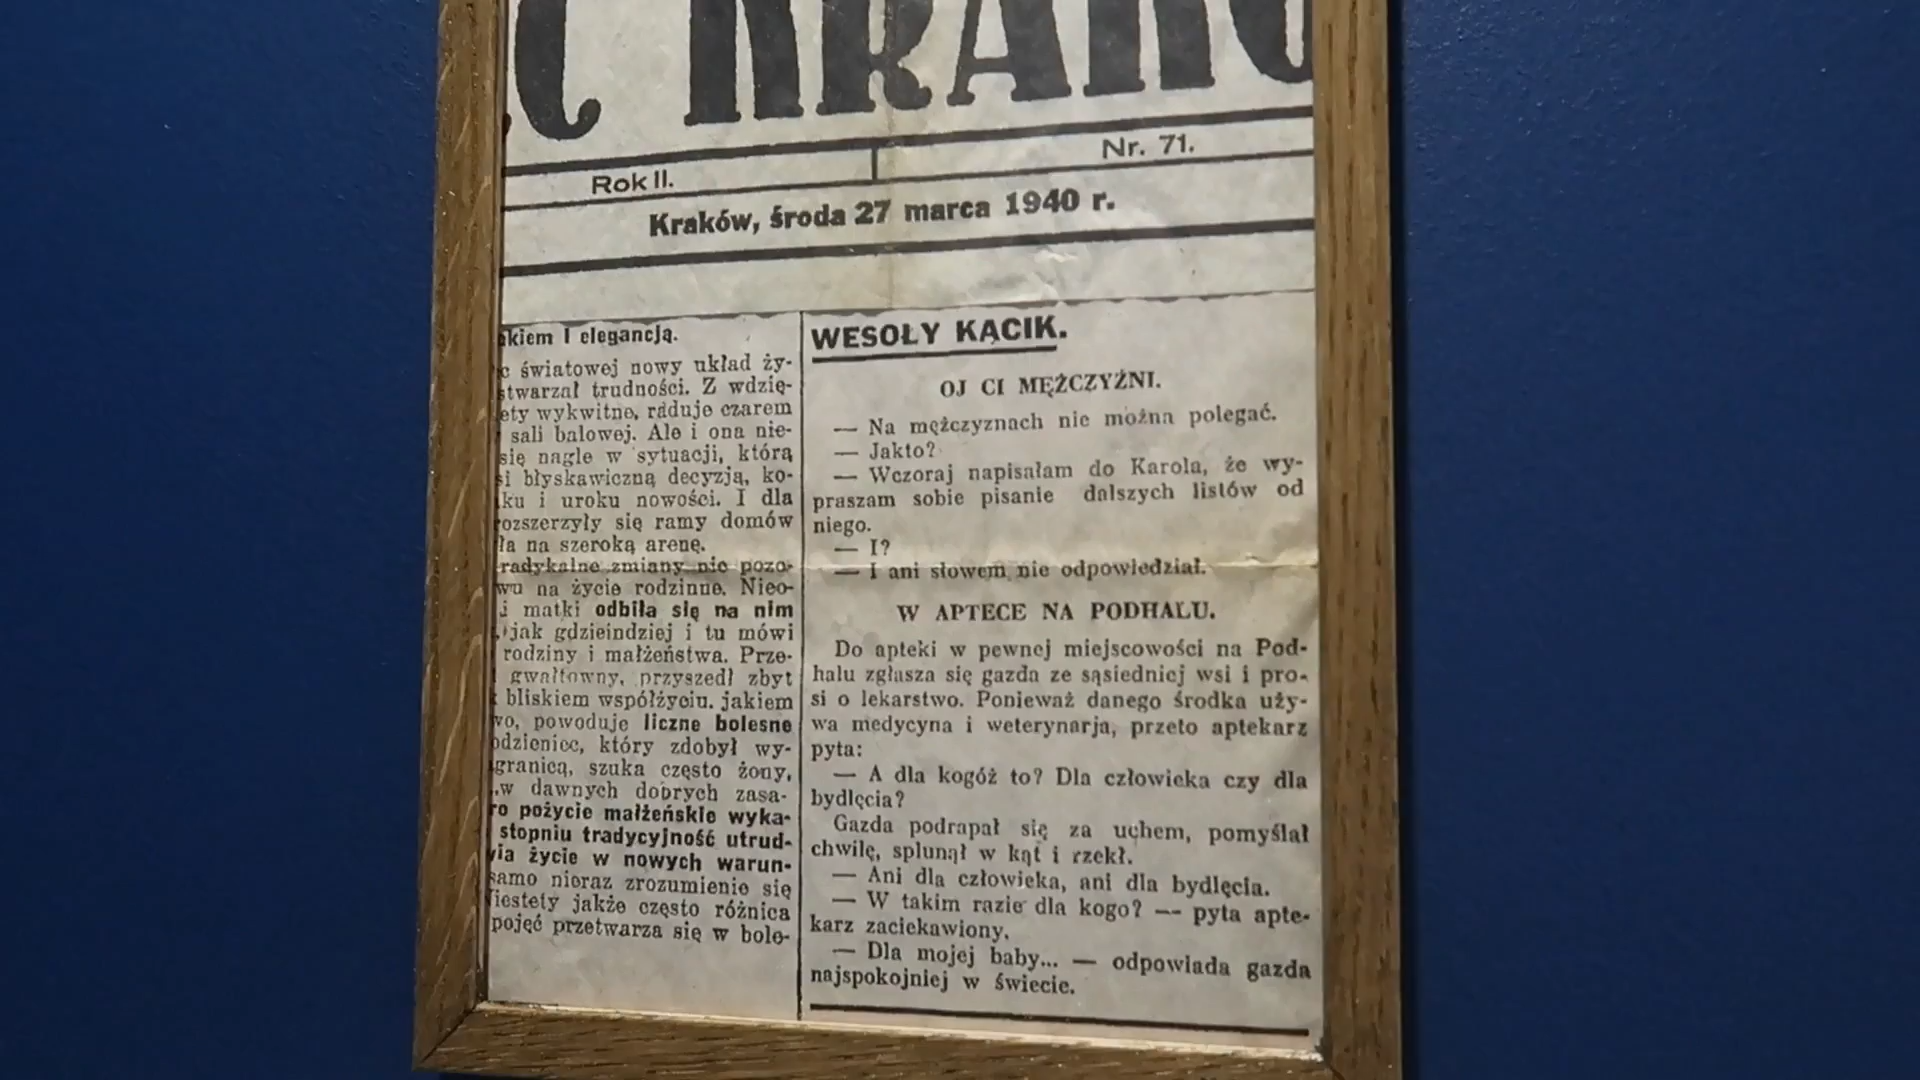 C KRAK
Rok II.
Nr. 71.
Kraków, środa 27 marca 1940 r.
kiem i elegancją.
c światowej nowy układ ży-
stwarzał trudności. Z wdzię-
ety wykwitne, raduje czarem
sali balowej. Ale i ona nie-
się nagle w sytuacji, którą
si błyskawiczną decyzją, ko-
ku i uroku nowości. I dla
ozszerzyły się ramy domów
ła na szeroką arenę.
radykalne zmiany nie pozo-
wu na życie rodzinne. Nieo-
i matki odbiła się na nim
jak gdzieindziej i tu mówi
rodziny i małżeństwa. Prze-
gwałtowny, przyszedł zbyt
bliskiem współżyciu, jakiem
wo, powoduje liczne bolesne
odzieniec, który zdobył wy-
granicą, szuka często żony,
w dawnych dobrych zasa-
ro pożycie małżeńskie wyka-
stopniu tradycyjność utrud-
ia życie w nowych warun-
samo nieraz zrozumienie się
iestety jakże często różnica
pojęć przetwarza się w bole-
WESOŁY KĄCIK.
OJ CI MĘŻCZYŹNI.
— Na mężczyznach nie można polegać.
— Jakto?
— Wczoraj napisałam do Karola, że wy-
praszam sobie pisanie dalszych listów od
niego.
— I?
— I ani słowem nie odpowiedział.
W APTECE NA PODHALU.
Do apteki w pewnej miejscowości na Pod-
halu zgłasza się gazda ze sąsiedniej wsi i pro-
si o lekarstwo. Ponieważ danego środka uży-
wa medycyna i weterynarja, przeto aptekarz
pyta:
— A dla kogóż to? Dla człowieka czy dla
bydlęcia?
Gazda podrapał się za uchem, pomyślał
chwilę, splunął w kąt i rzekł.
— Ani dla człowieka, ani dla bydlęcia.
— W takim razie dla kogo? — pyta apte-
karz zaciekawiony.
— Dla mojej baby... — odpowiada gazda
najspokojniej w świecie.